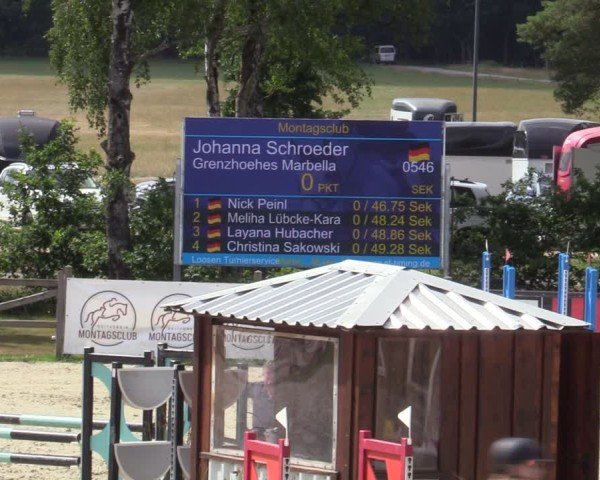 Montagsclub
Johanna Schroeder
Grenzhoehes Marbella 0546
0 PKT SEK
1 Nick Peinl 0 / 46.75 Sek
2 Meliha Lübcke-Kara 0 / 48.24 Sek
3 Layana Hubacher 0 / 48.86 Sek
4 Christina Sakowski 0 / 49.28 Sek
Loosen Turnierservice
MONTAGSCLUB
MONTAGSCLUB
MONTAGSCLUB